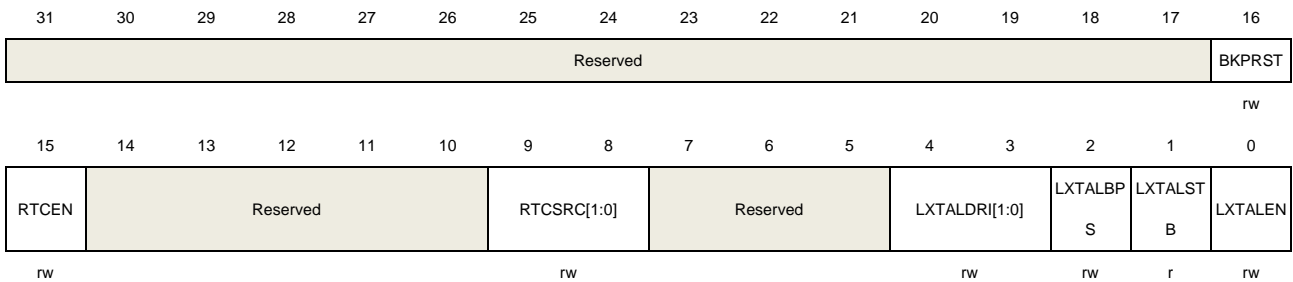 31 30 29 28 27 26 25 24 23 22 21 20 19 18 17 16
Reserved BKPRST
rw
15 14 13 12 11 10 9 8 7 6 5 4 3 2 1 0
RTCEN Reserved RTCSRC[1:0] Reserved LXTALDRI[1:0] LXTALBP LXTALST LXTALEN
S B
rw rw rw rw r rw